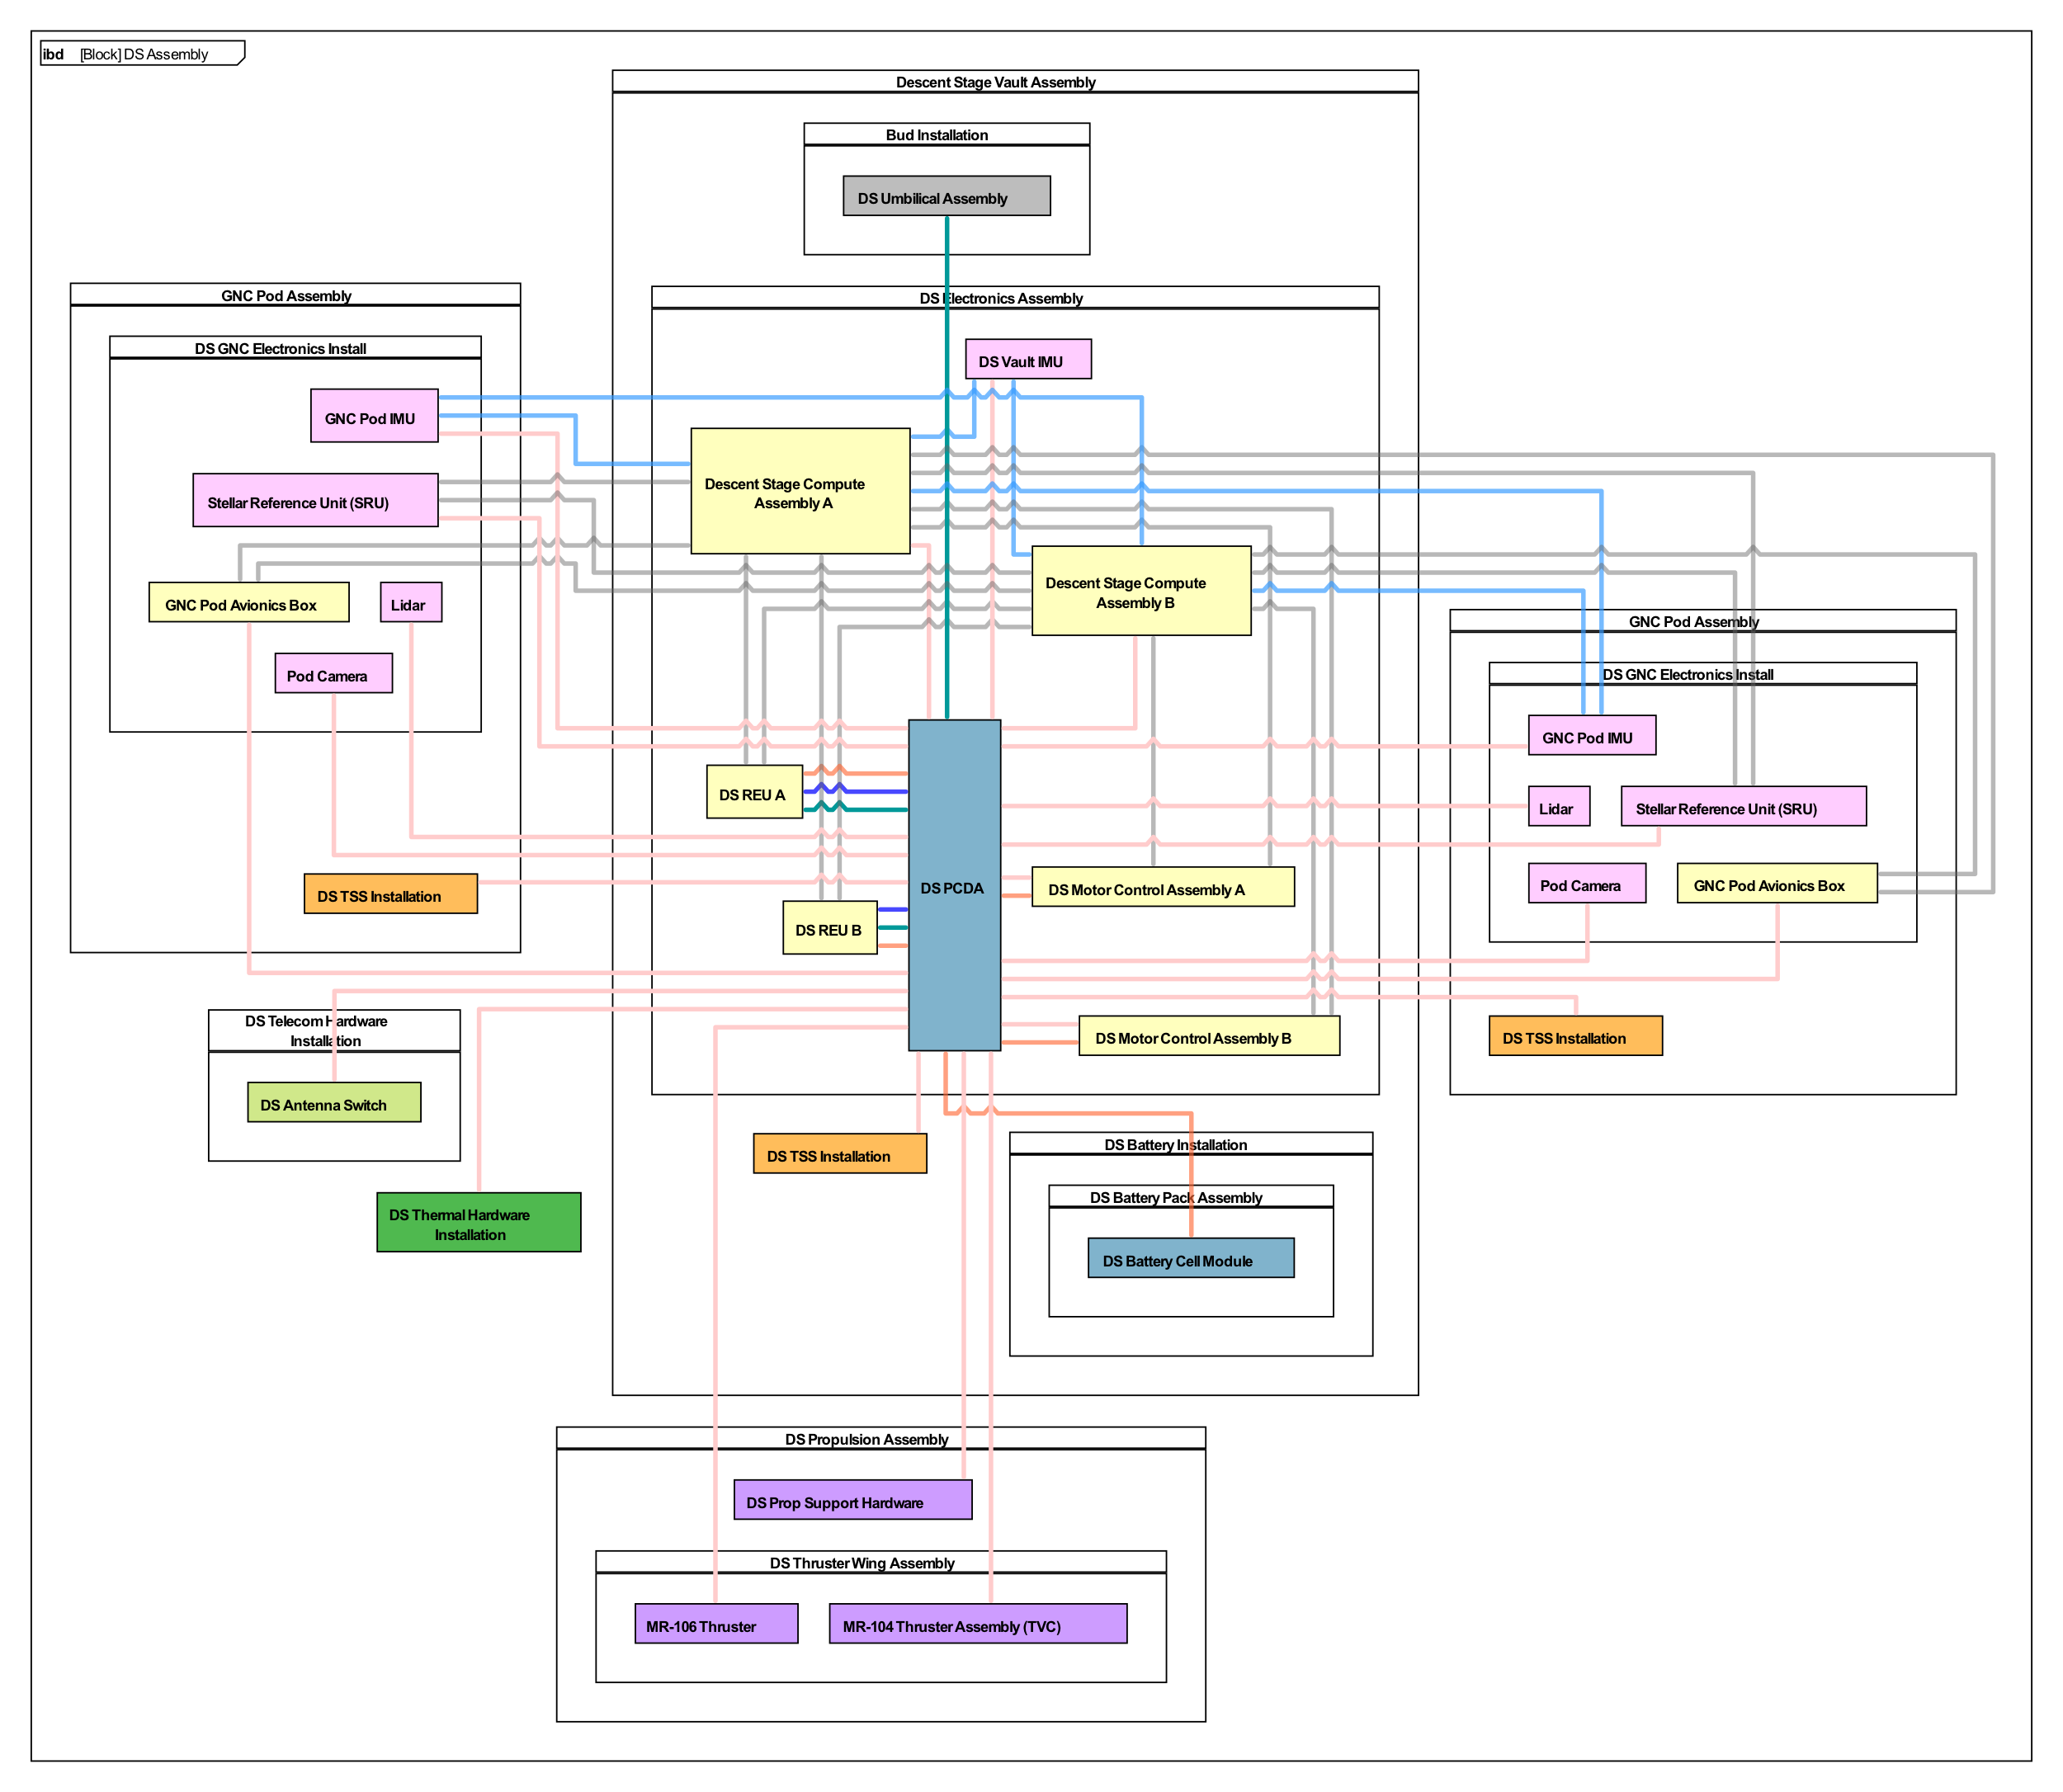 ibd [Block] DS Assembly
Descent Stage Vault Assembly
Bud Installation
DS Umbilical Assembly
GNC Pod Assembly
DS GNC Electronics Install
GNC Pod IMU
Stellar Reference Unit (SRU)
GNC Pod Avionics Box
Lidar
Pod Camera
DS TSS Installation
DS Electronics Assembly
DS Vault IMU
Descent Stage Compute
Assembly A
Descent Stage Compute
Assembly B
DS REU A
DS REU B
DS PCDA
DS Motor Control Assembly A
DS Motor Control Assembly B
GNC Pod Assembly
DS GNC Electronics Install
GNC Pod IMU
Lidar
Stellar Reference Unit (SRU)
Pod Camera
GNC Pod Avionics Box
DS TSS Installation
DS Telecom Hardware
Installation
DS Antenna Switch
DS Thermal Hardware
Installation
DS TSS Installation
DS Battery Installation
DS Battery Pack Assembly
DS Battery Cell Module
DS Propulsion Assembly
DS Prop Support Hardware
DS Thruster Wing Assembly
MR-106 Thruster
MR-104 Thruster Assembly (TVC)